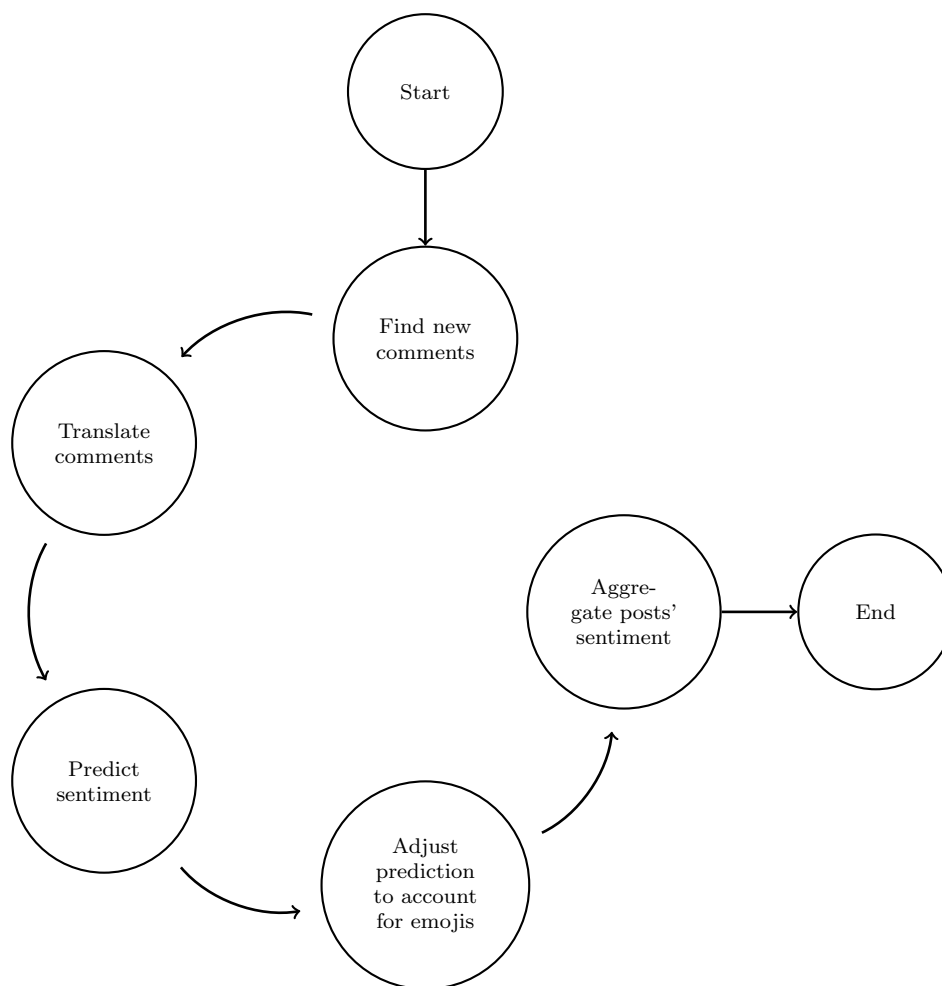 Start
Find new
comments
Translate
comments
Predict
sentiment
Adjust
prediction
to account
for emojis
Aggre-
gate posts’
sentiment
End